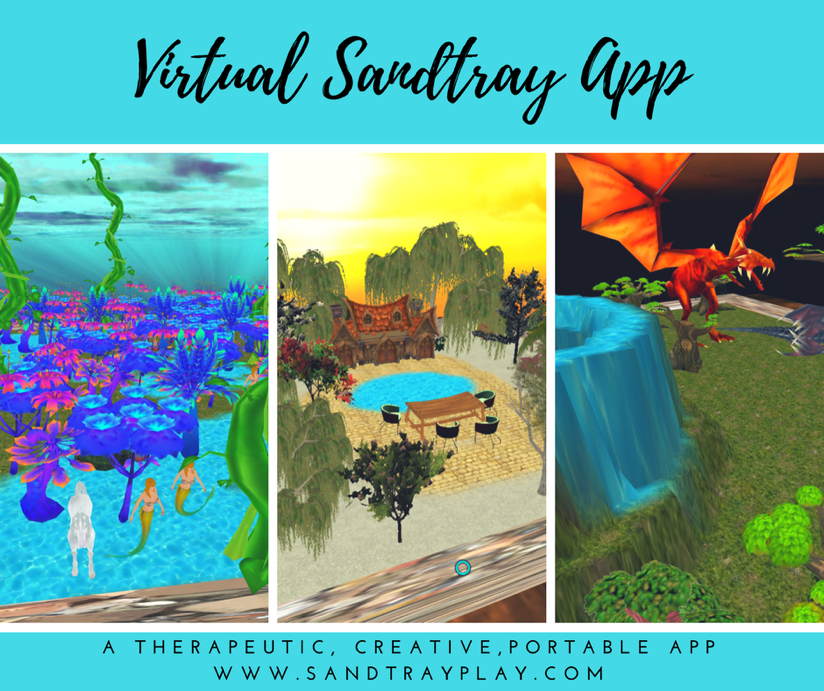 Virtual Sandtray App
A THERAPEUTIC, CREATIVE,PORTABLE APP
WWW.SANDTRAYPLAY.COM